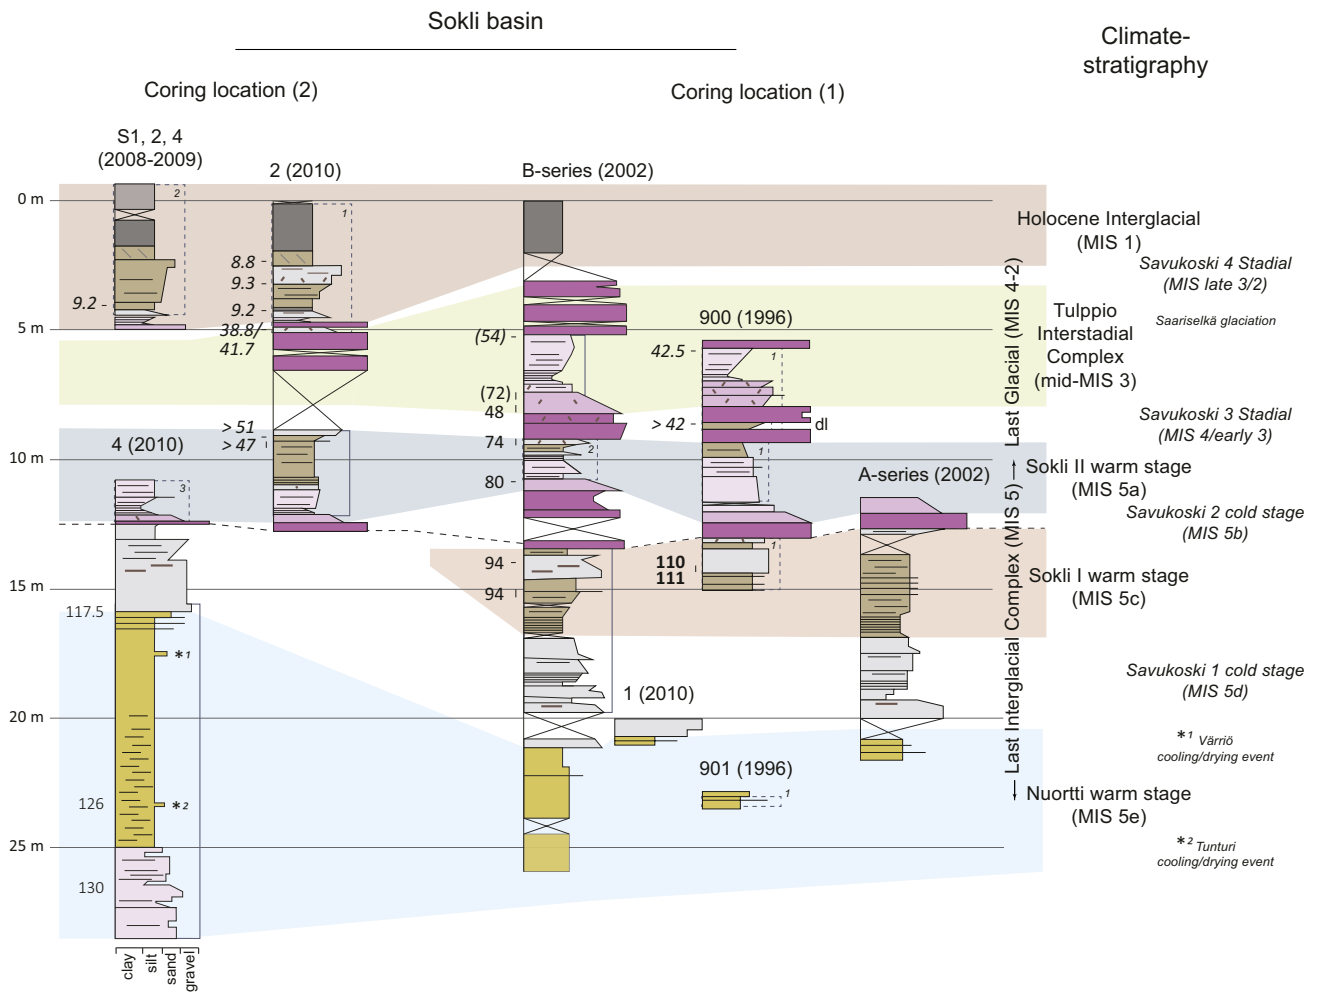 Sokli basin
Climate-
stratigraphy
Coring location (2)
Coring location (1)
S1, 2, 4
(2008-2009)
2 (2010)
B-series (2002)
0 m
2
1
Holocene Interglacial
(MIS 1)
8.8
9.3
9.2
9.2
Savukoski 4 Stadial
(MIS late 3/2)
5 m
38.8/
41.7
(54)
900 (1996)
42.5
1
Tulppio
Interstadial
Complex
(mid-MIS 3)
Saariselkä glaciation
(72)
48
> 42
dl
Savukoski 3 Stadial
(MIS 4/early 3)
> 51
> 47
4 (2010)
74
2
1
10 m
80
3
A-series (2002)
Sokli II warm stage
(MIS 5a)
Savukoski 2 cold stage
(MIS 5b)
94
94
110
111
1
15 m
Sokli I warm stage
(MIS 5c)
117.5
*1
Savukoski 1 cold stage
(MIS 5d)
1 (2010)
20 m
*1 Värriö
cooling/drying event
901 (1996)
1
126
*2
Nuortti warm stage
(MIS 5e)
25 m
*2 Tunturi
cooling/drying event
130
Last Glacial (MIS 4-2)
Last Interglacial Complex (MIS 5)
clay
silt
sand
gravel